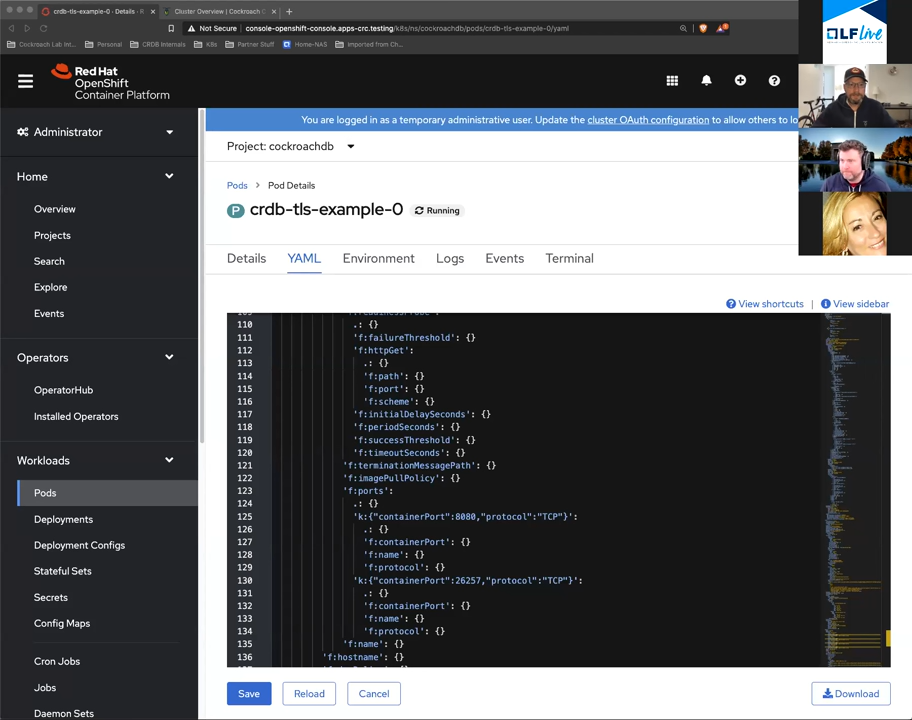 crdb-tls-example-0 · Details · R
Cluster Overview | Cockroach C
Not Secure
console-openshift-console.apps-crc.testing/k8s/ns/cockroachdb/pods/crdb-tls-example-0/yaml
Cockroach Lab Int...
Personal
CRDB Internals
K8s
Partner Stuff
Home-NAS
Imported from Ch...
LF live
Red Hat
OpenShift
Container Platform
You are logged in as a temporary administrative user. Update the cluster OAuth configuration to allow others to lo
Administrator
Home
Overview
Projects
Search
Explore
Events
Operators
OperatorHub
Installed Operators
Workloads
Pods
Deployments
Deployment Configs
Stateful Sets
Secrets
Config Maps
Cron Jobs
Jobs
Daemon Sets
Project: cockroachdb
Pods > Pod Details
P crdb-tls-example-0 Running
Details YAML Environment Logs Events Terminal
View shortcuts | View sidebar
109 'f:readinessProbe':
110 .: {}
111 'f:failureThreshold': {}
112 'f:httpGet':
113 .: {}
114 'f:path': {}
115 'f:port': {}
116 'f:scheme': {}
117 'f:initialDelaySeconds': {}
118 'f:periodSeconds': {}
119 'f:successThreshold': {}
120 'f:timeoutSeconds': {}
121 'f:terminationMessagePath': {}
122 'f:imagePullPolicy': {}
123 'f:ports':
124 .: {}
125 'k:{"containerPort":8080,"protocol":"TCP"}':
126 .: {}
127 'f:containerPort': {}
128 'f:name': {}
129 'f:protocol': {}
130 'k:{"containerPort":26257,"protocol":"TCP"}':
131 .: {}
132 'f:containerPort': {}
133 'f:name': {}
134 'f:protocol': {}
135 'f:name': {}
136 'f:hostname': {}
Save Reload Cancel
Download